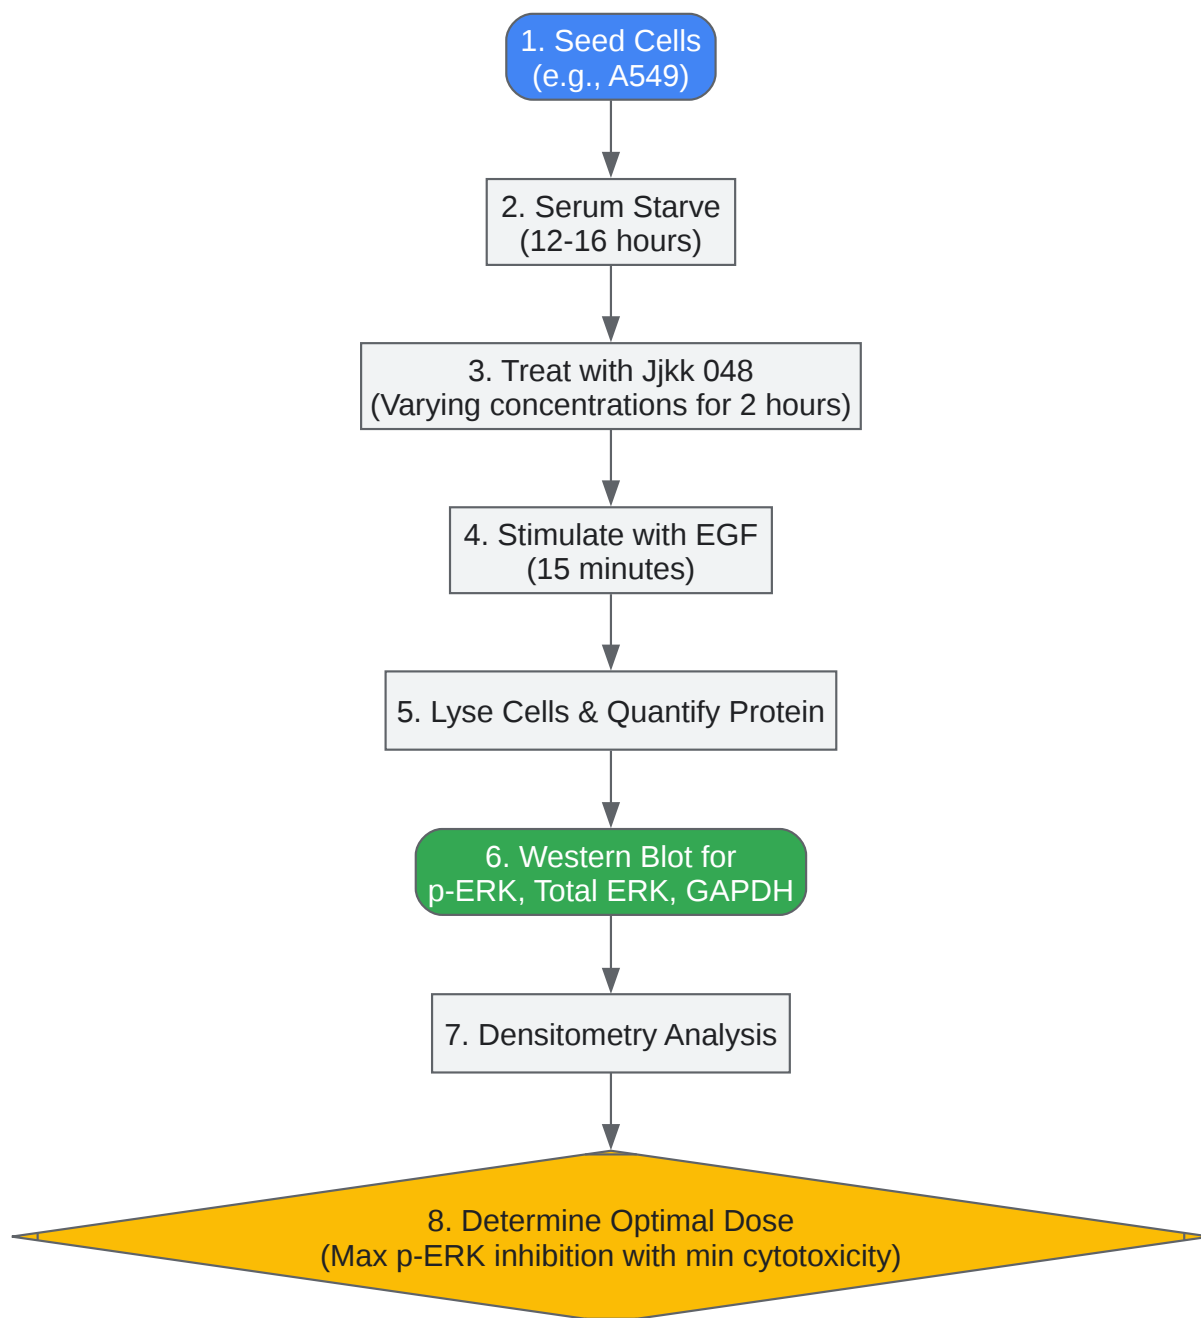 1. Seed Cells
(e.g., A549)
2. Serum Starve
(12-16 hours)
3. Treat with Jjkk 048
(Varying concentrations for 2 hours)
4. Stimulate with EGF
(15 minutes)
5. Lyse Cells & Quantify Protein
6. Western Blot for
p-ERK, Total ERK, GAPDH
7. Densitometry Analysis
8. Determine Optimal Dose
(Max p-ERK inhibition with min cytotoxicity)